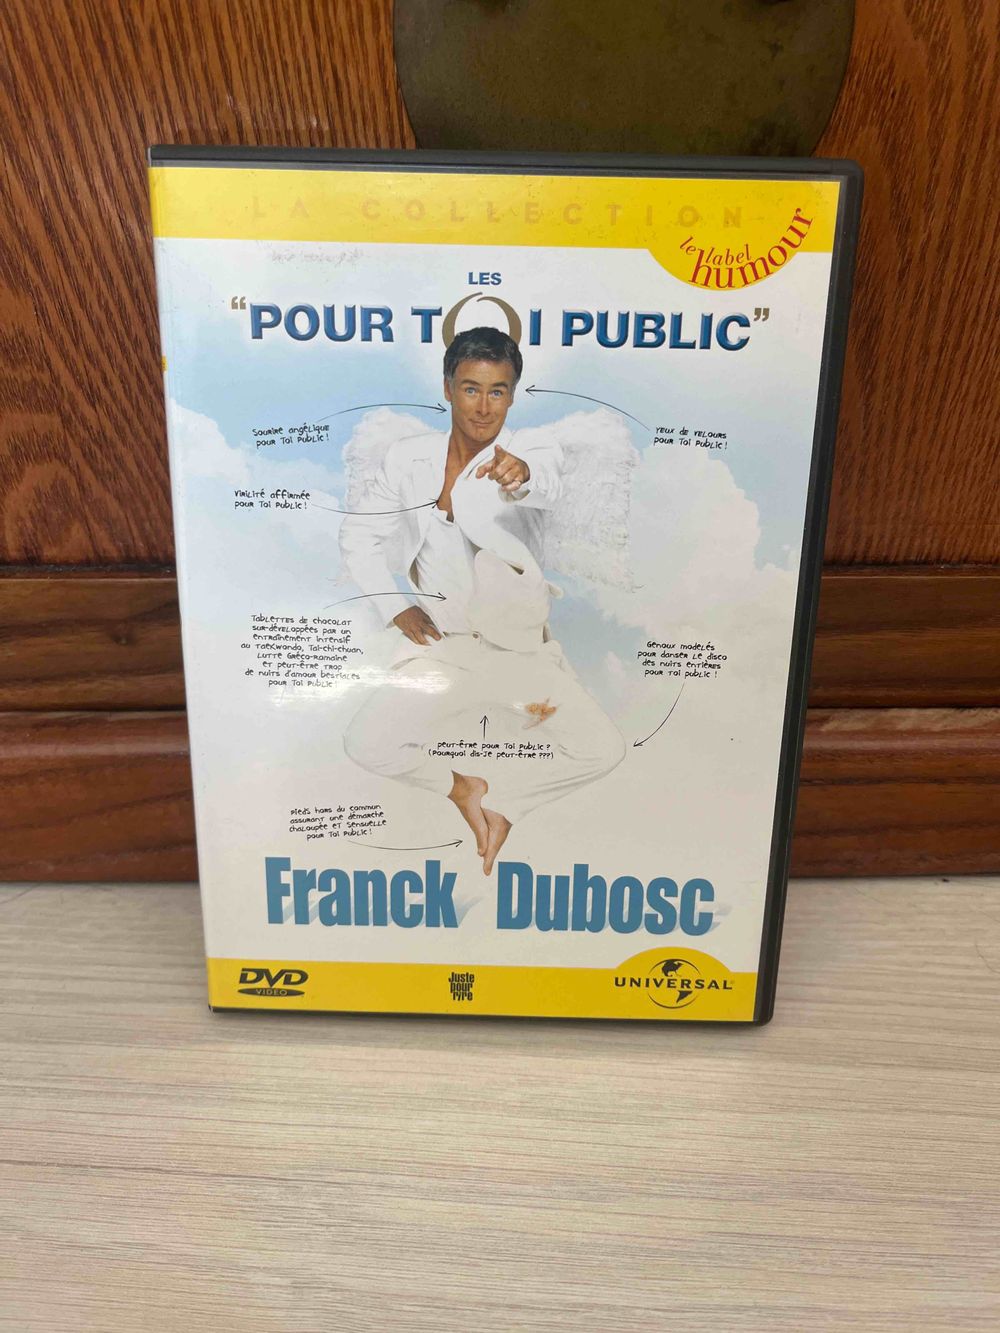 LA COLLECTION
le label
humour
LES
"POUR TOI PUBLIC"
Sourire angélique
pour Toi Public !
Yeux de velours
pour Toi Public !
Virilité affirmée
pour Toi Public !
Tablettes de chocolat
sur-développées par un
entraînement intensif
au Taekwondo, Tai-chi-chuan,
Lutte Gréco-Romaine
et peut-être trop
de nuits d'amour bestiales
pour Toi Public !
Genoux modelés
pour danser le disco
des nuits entières
pour Toi Public !
Peut-être pour Toi Public ?
(Pourquoi dis-je peut-être ???)
Pieds hors du commun
assurant une démarche
chaloupée et sensuelle
pour Toi Public !
Franck Dubosc
DVD
VIDEO
Juste
pour
rire
UNIVERSAL